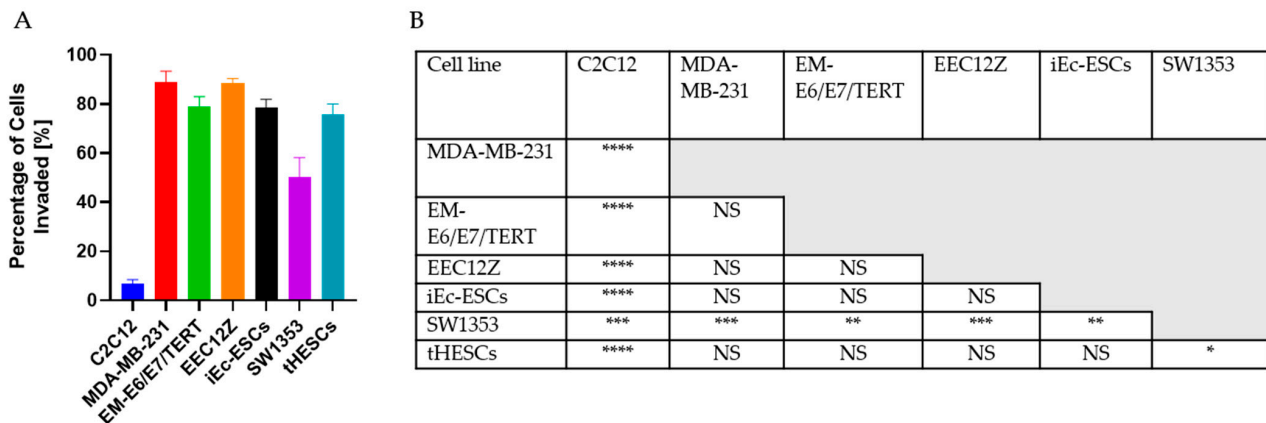 A
Percentage of Cells
Invaded [%]
100
80
60
40
20
0
C2C12
MDA-MB-231
EM-E6/E7/TERT
EEC12Z
iEc-ESCs
SW1353
tHESCs
B
Cell line C2C12 MDA- EM- EEC12Z iEc-ESCs SW1353
MB-231 E6/E7/TERT
MDA-MB-231 ****
EM- **** NS
E6/E7/TERT
EEC12Z **** NS NS
iEc-ESCs **** NS NS NS
SW1353 *** *** ** *** **
tHESCs **** NS NS NS NS *